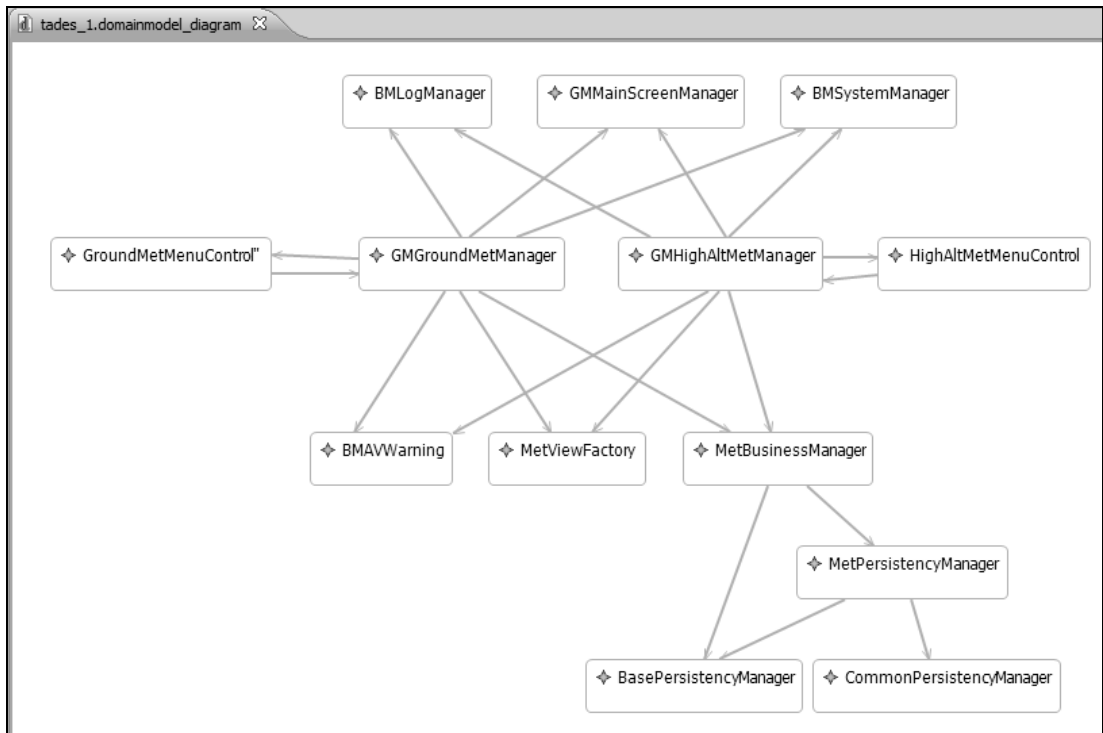 tades_1.domainmodel_diagram
BMLogManager
GMMainScreenManager
BMSystemManager
GroundMetMenuControl"
GMGroundMetManager
GMHighAltMetManager
HighAltMetMenuControl
BMAVWarning
MetViewFactory
MetBusinessManager
MetPersistencyManager
BasePersistencyManager
CommonPersistencyManager